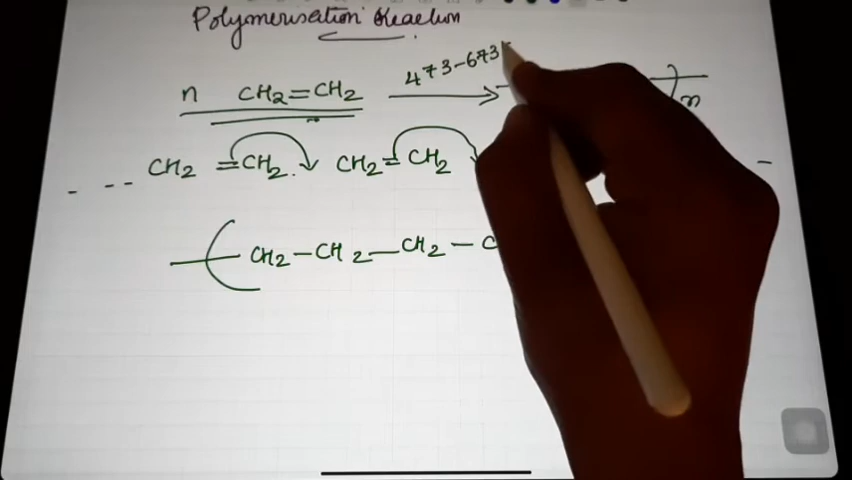 Polymerisation Reaction
n CH2=CH2 473-673 n
--- CH2=CH2. CH2=CH2 -
CH2-CH2-CH2-C